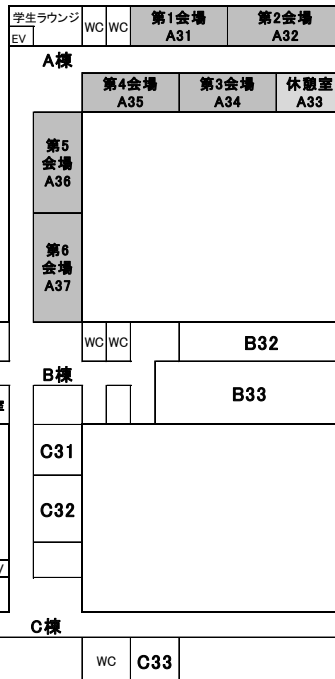 学生ラウンジ
EV
WC
WC
第1会場
A31
第2会場
A32
A棟
第4会場
A35
第3会場
A34
休憩室
A33
第5
会場
A36
第6
会場
A37
WC
WC
B32
B棟
B33
C31
C32
C棟
WC
C33